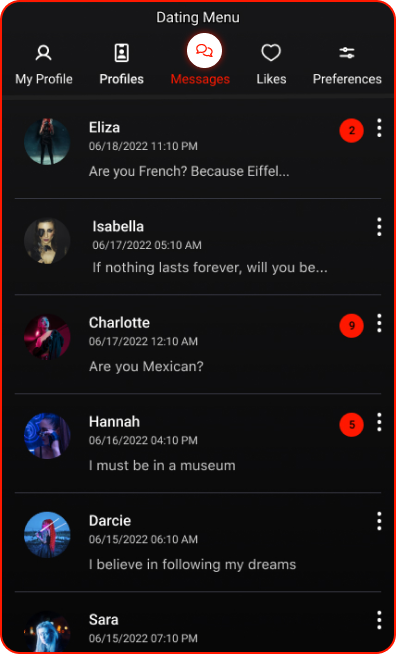 Dating Menu
My Profile Profiles Messages Likes Preferences
Eliza
06/18/2022 11:10 PM
2
Are you French? Because Eiffel...
Isabella
06/17/2022 05:10 AM
If nothing lasts forever, will you be...
Charlotte
06/17/2022 12:10 AM
9
Are you Mexican?
Hannah
06/16/2022 04:10 PM
5
I must be in a museum
Darcie
06/15/2022 06:10 AM
I believe in following my dreams
Sara
06/15/2022 07:10 PM